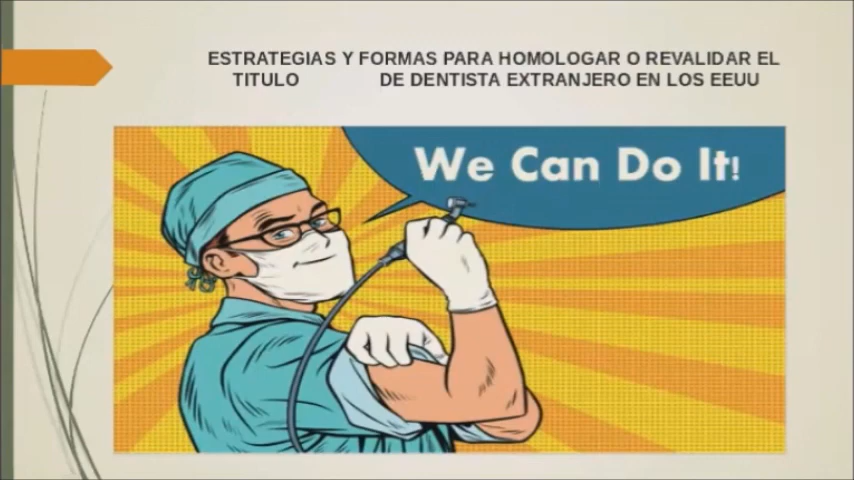 ESTRATEGIAS Y FORMAS PARA HOMOLOGAR O REVALIDAR EL
TITULO DE DENTISTA EXTRANJERO EN LOS EEUU
We Can Do It!